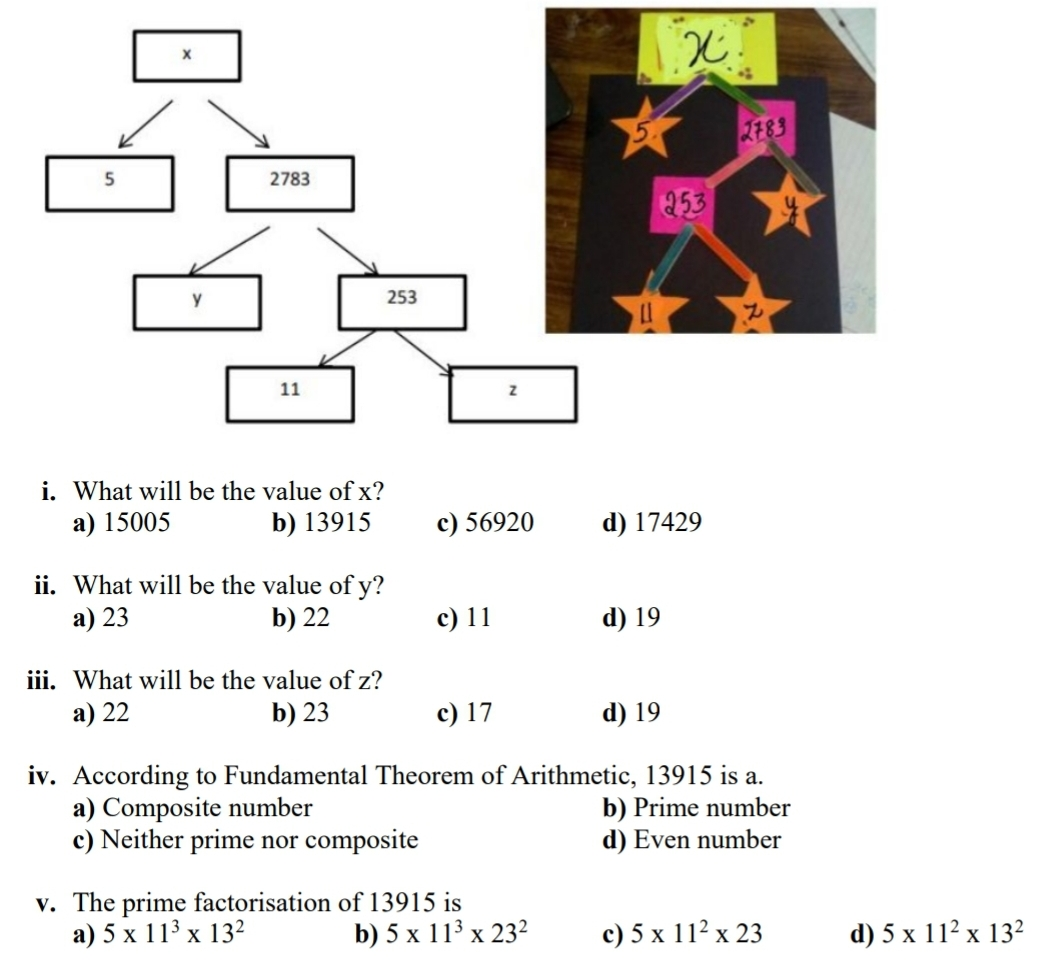 x
5 2783
y 253
11 z
x
5 2783
253 y
11 z
i. What will be the value of x?
a) 15005 b) 13915 c) 56920 d) 17429
ii. What will be the value of y?
a) 23 b) 22 c) 11 d) 19
iii. What will be the value of z?
a) 22 b) 23 c) 17 d) 19
iv. According to Fundamental Theorem of Arithmetic, 13915 is a.
a) Composite number b) Prime number
c) Neither prime nor composite d) Even number
v. The prime factorisation of 13915 is
a) 5 x 11³ x 13² b) 5 x 11³ x 23² c) 5 x 11² x 23 d) 5 x 11² x 13²